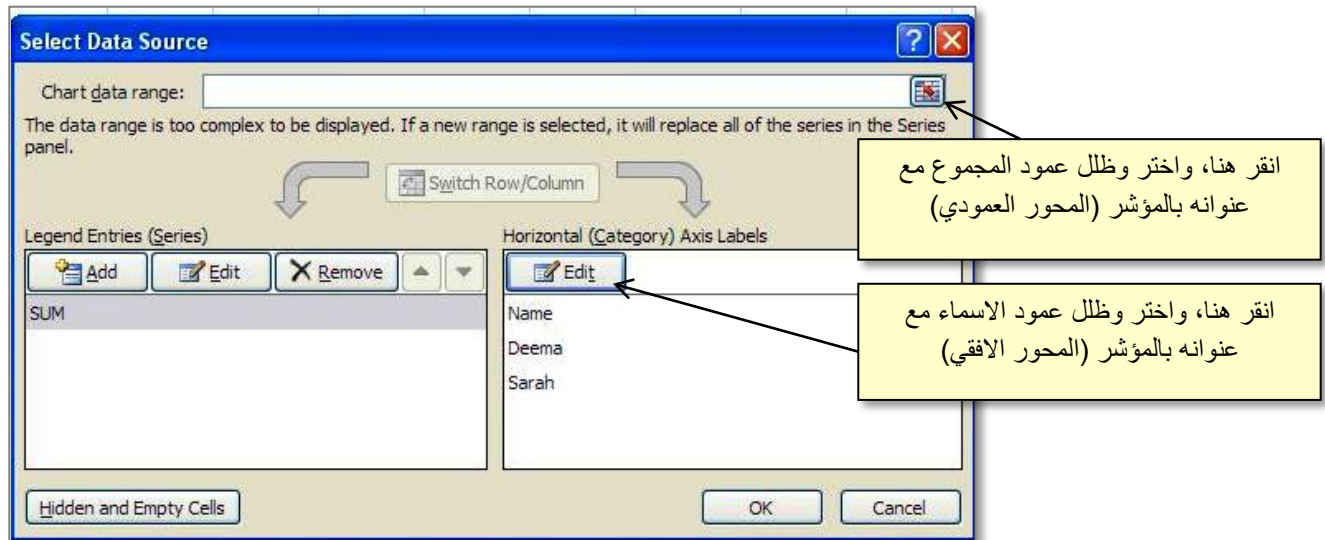 Select Data Source
Chart data range:
The data range is too complex to be displayed. If a new range is selected, it will replace all of the series in the Series
panel.
انقر هنا، واختر وظلل عمود المجموع مع
عنوانه بالمؤشر (المحور العمودي)
Switch Row/Column
Legend Entries (Series)
Horizontal (Category) Axis Labels
Add Edit Remove
Edit
SUM
Name
Deema
Sarah
انقر هنا، واختر وظلل عمود الاسماء مع
عنوانه بالمؤشر (المحور الافقي)
Hidden and Empty Cells
OK Cancel